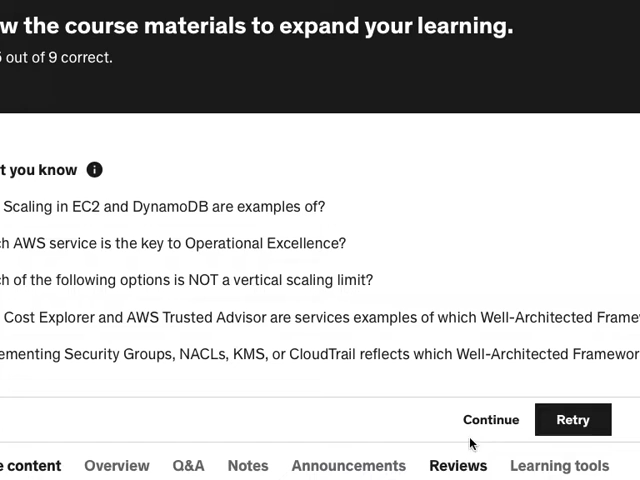 w the course materials to expand your learning.
out of 9 correct.
t you know
Scaling in EC2 and DynamoDB are examples of?
ch AWS service is the key to Operational Excellence?
ch of the following options is NOT a vertical scaling limit?
Cost Explorer and AWS Trusted Advisor are services examples of which Well-Architected Frame
ementing Security Groups, NACLs, KMS, or CloudTrail reflects which Well-Architected Framewor
Continue Retry
e content Overview Q&A Notes Announcements Reviews Learning tools